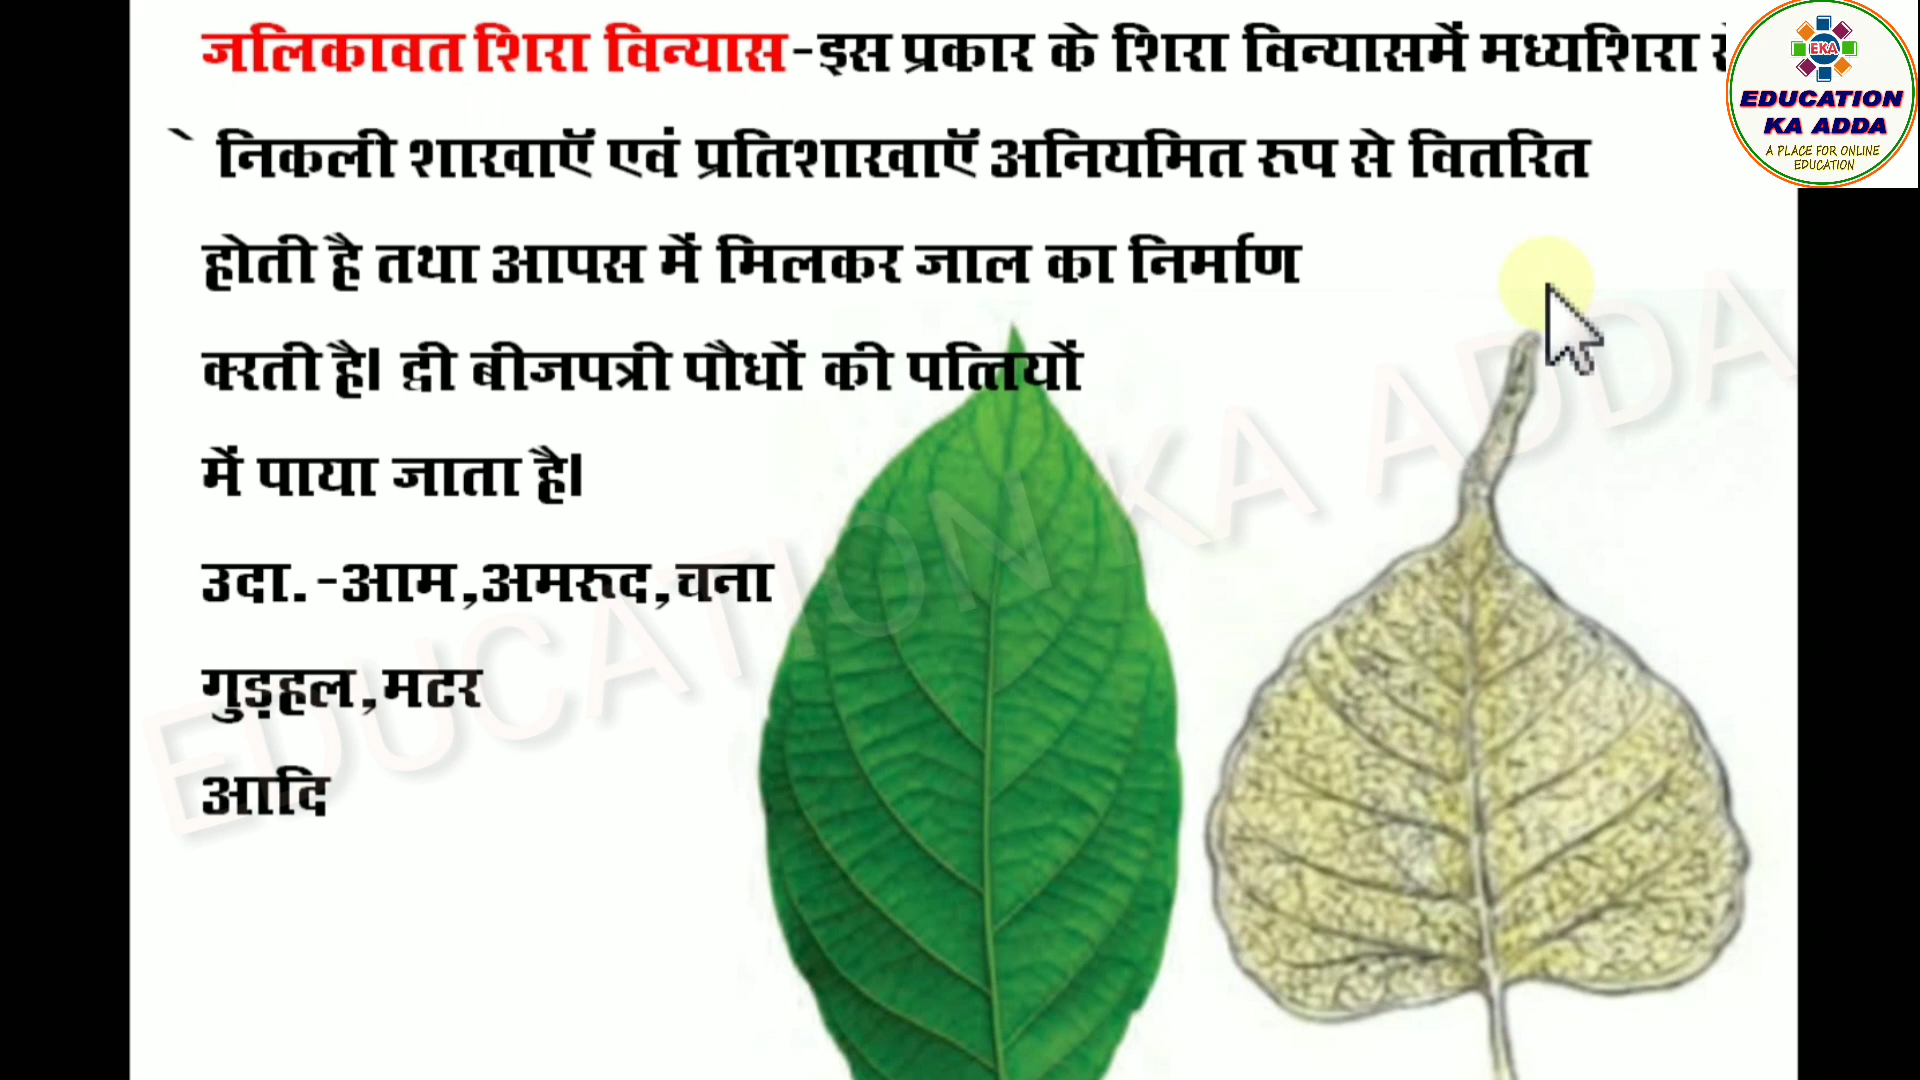 जलिकावत शिरा विन्यास-इस प्रकार के शिरा विन्यासमें मध्यशिरा से
निकली शाखाएॅ एवं प्रतिशाखाएॅ अनियमित रूप से वितरित
होती है तथा आपस में मिलकर जाल का निर्माण
करती है। द्वी बीजपत्री पौधों की पत्तियों
में पाया जाता है।
उदा.-आम,अमरूद,चना
गुड़हल,मटर
आदि
EKA
EDUCATION
KA ADDA
A PLACE FOR ONLINE
EDUCATION
EDUCATION KA ADDA